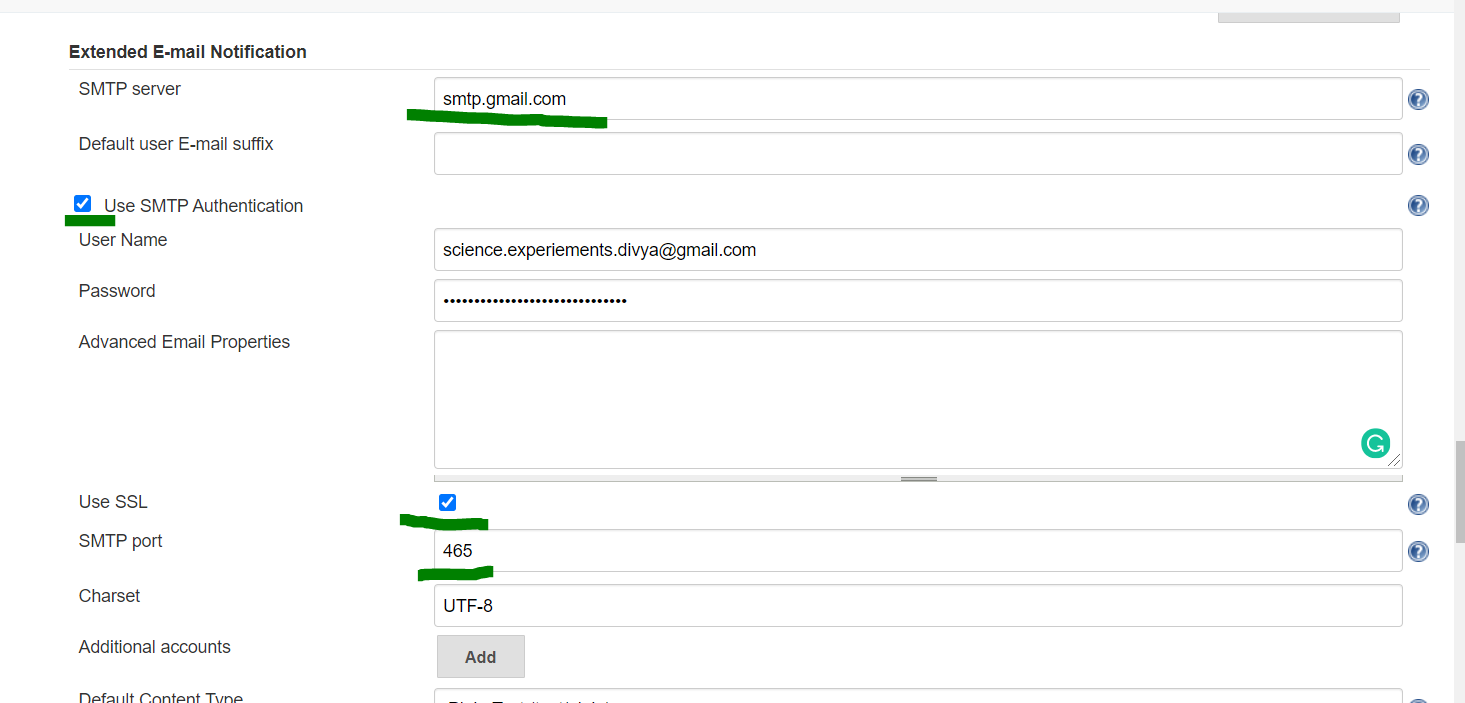 Extended E-mail Notification
SMTP server
smtp.gmail.com
Default user E-mail suffix
Use SMTP Authentication
User Name
science.experiements.divya@gmail.com
Password
••••••••••••••••••••••••••••••
Advanced Email Properties
Use SSL
SMTP port
465
Charset
UTF-8
Additional accounts
Add
Default Content Type